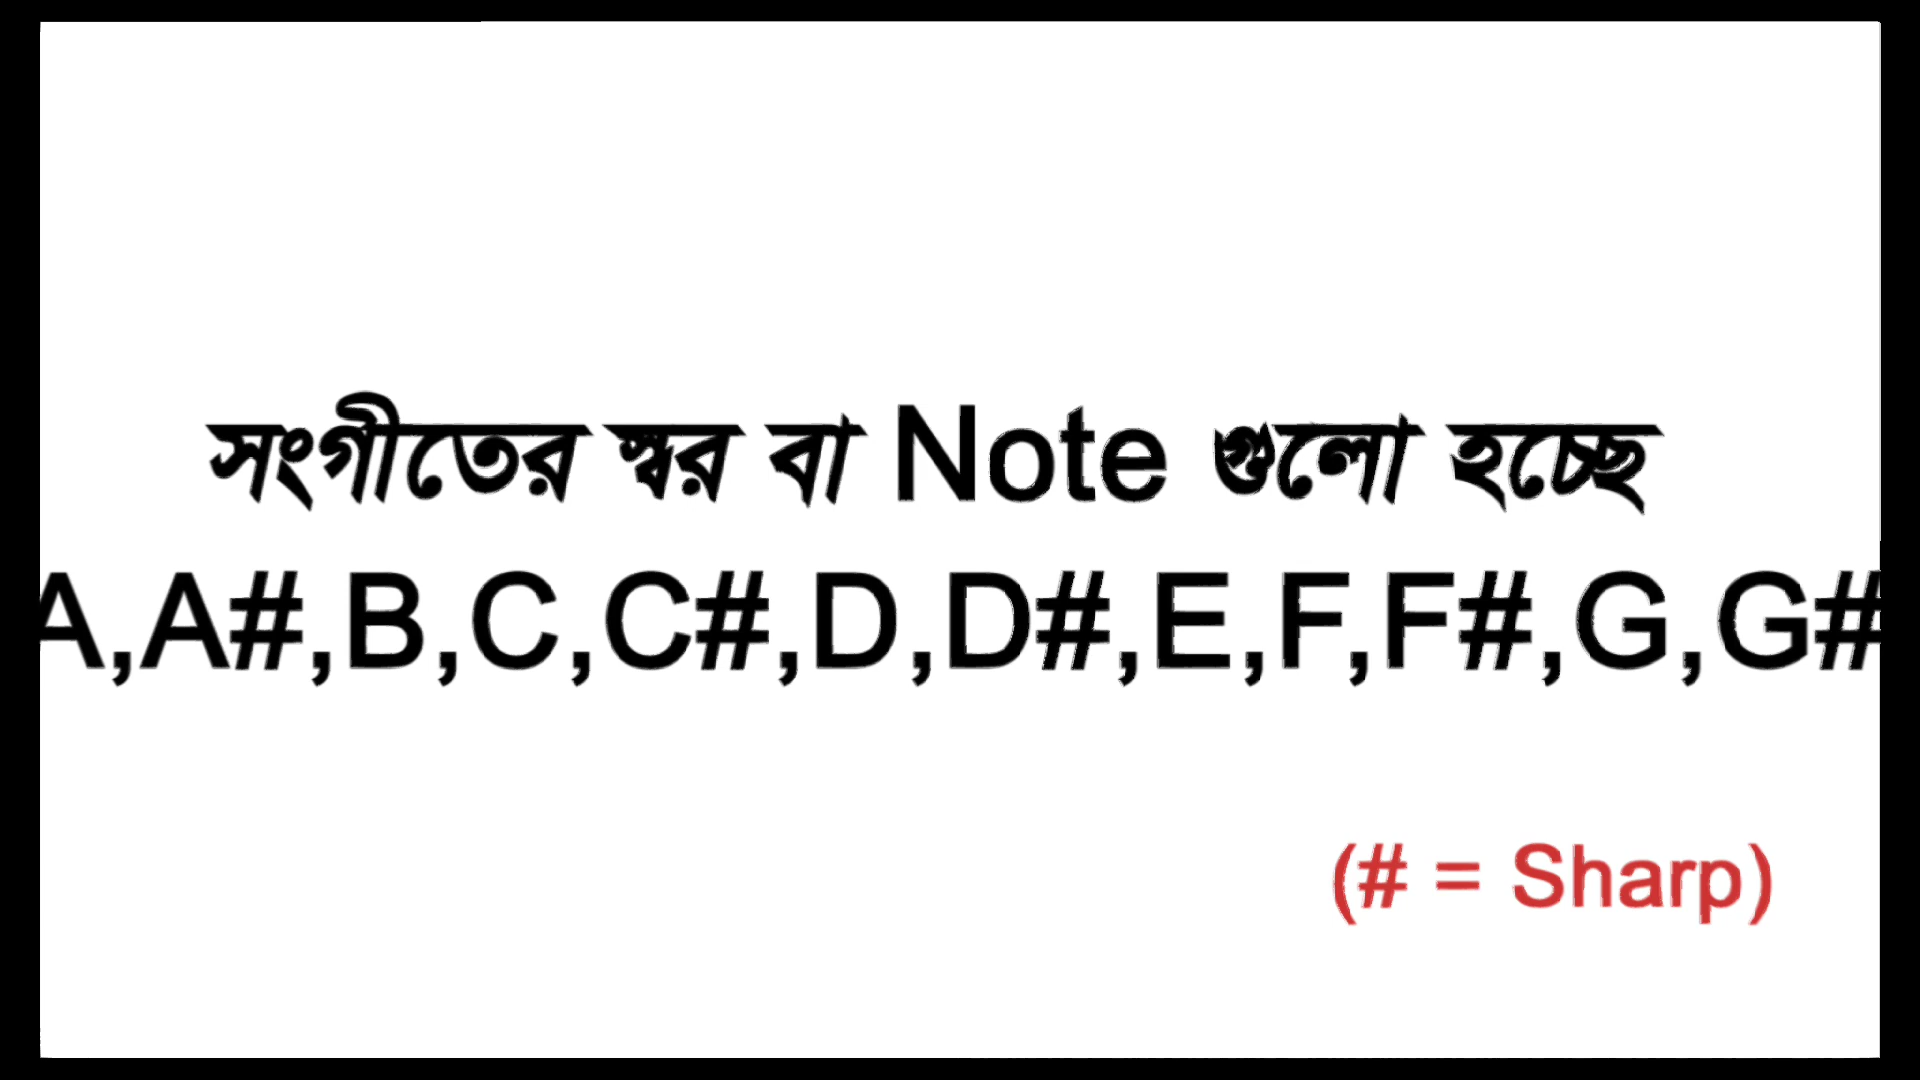 সংগীতের স্বর বা Note গুলো হচ্ছে
A,A#,B,C,C#,D,D#,E,F,F#,G,G#
(# = Sharp)